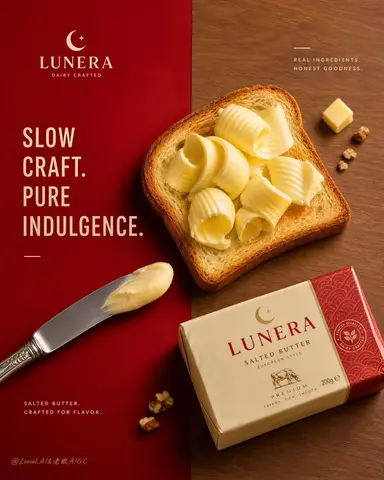 LUNERA
DAIRY CRAFTED
REAL INGREDIENTS.
HONEST GOODNESS.
SLOW
CRAFT.
PURE
INDULGENCE.
LUNERA
SALTED BUTTER
EUROPEAN STYLE
PREMIUM
200g e
SALTED BUTTER.
CRAFTED FOR FLAVOR.